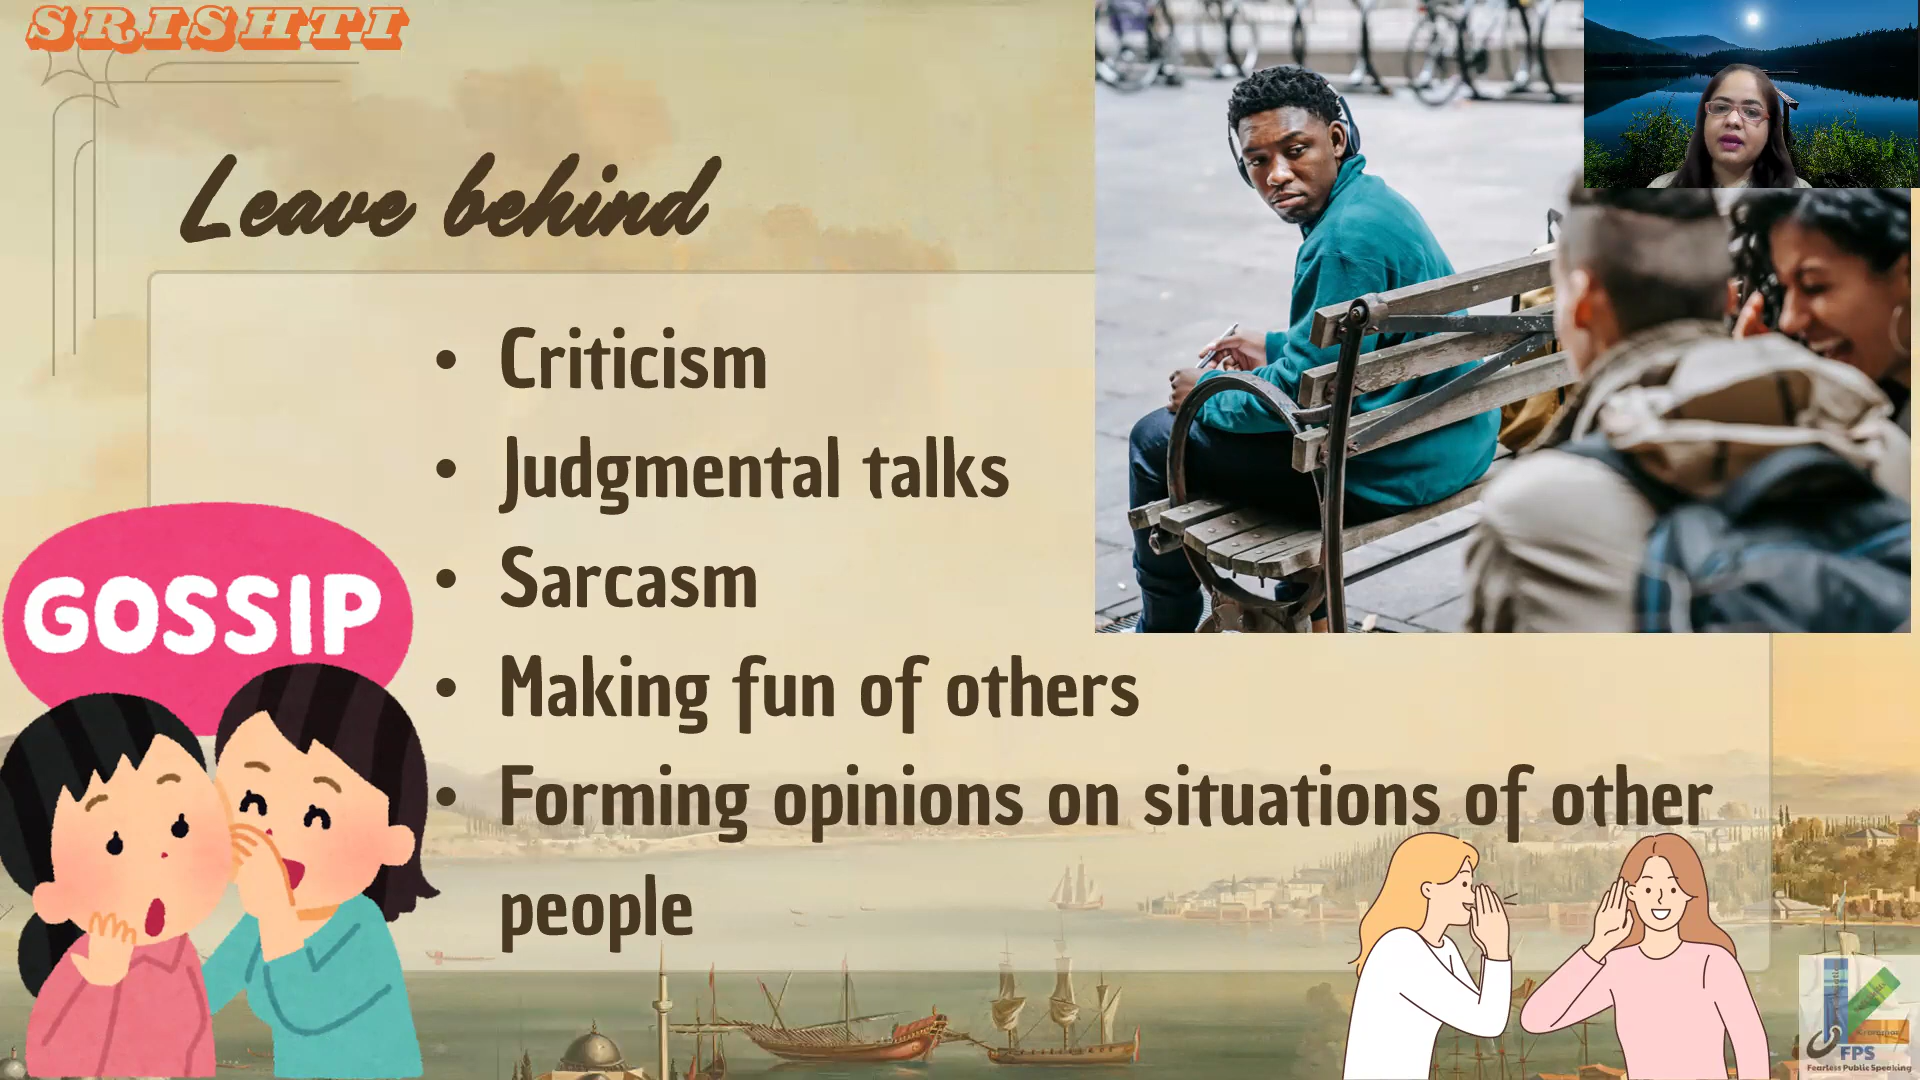 SRISHTI
Leave behind
• Criticism
• Judgmental talks
• Sarcasm
• Making fun of others
• Forming opinions on situations of other
people
GOSSIP
FPS
Fearless Public Speaking